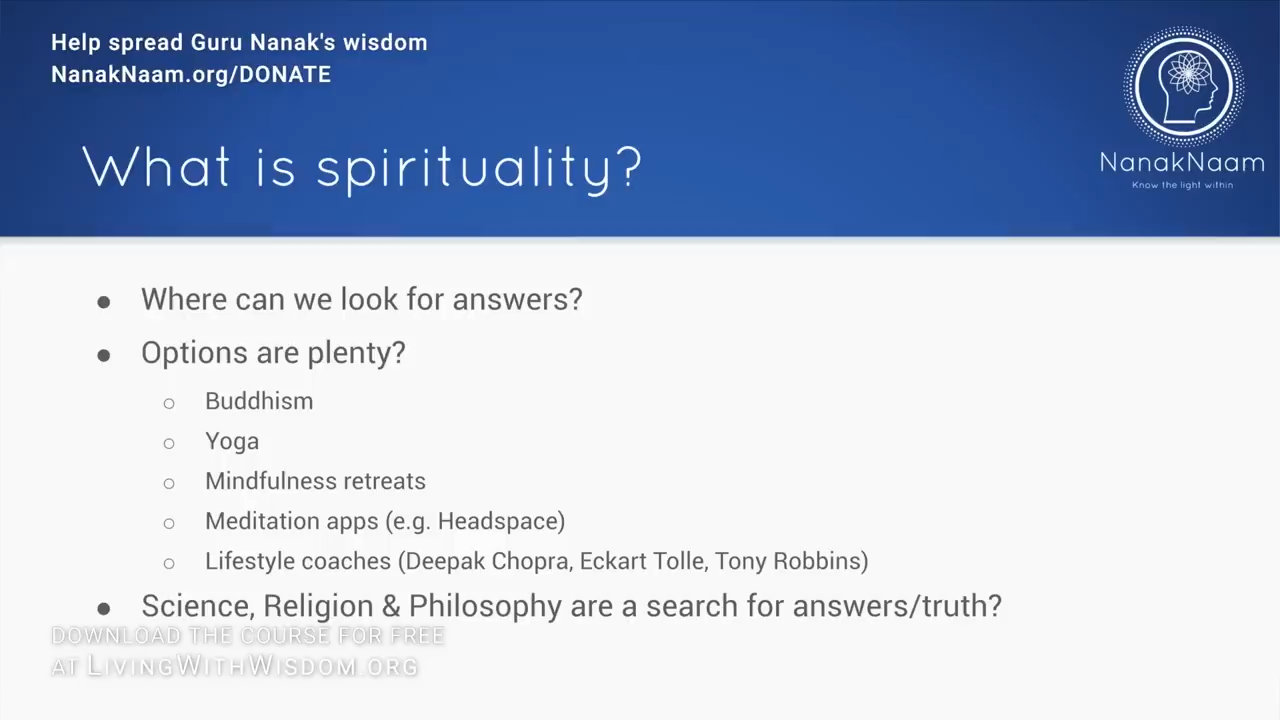 Help spread Guru Nanak's wisdom
NanakNaam.org/DONATE
NanakNaam
Know the light within
What is spirituality?
● Where can we look for answers?
● Options are plenty?
○ Buddhism
○ Yoga
○ Mindfulness retreats
○ Meditation apps (e.g. Headspace)
○ Lifestyle coaches (Deepak Chopra, Eckart Tolle, Tony Robbins)
● Science, Religion & Philosophy are a search for answers/truth?
DOWNLOAD THE COURSE FOR FREE
AT LIVINGWITHWISDOM.ORG